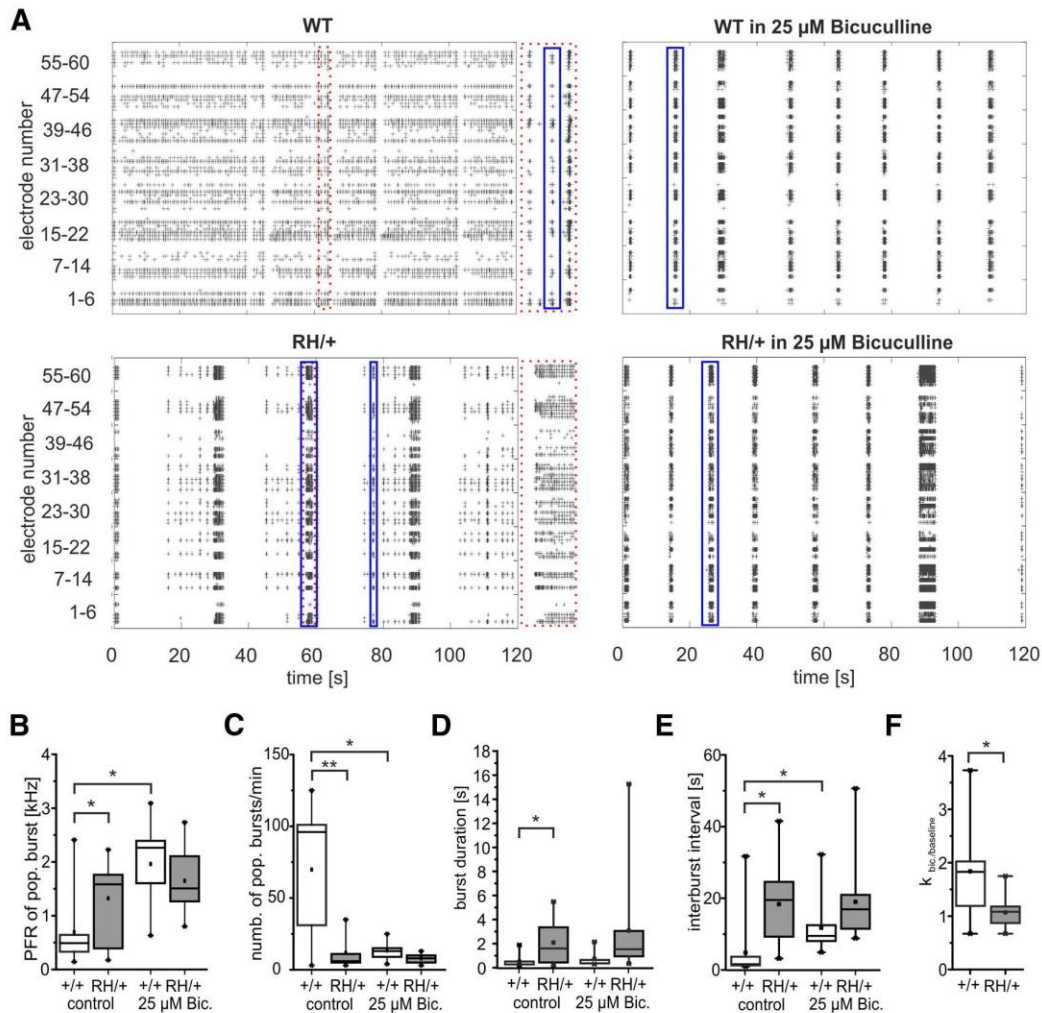 A
WT
WT in 25 µM Bicuculline
electrode number
55-60
47-54
39-46
31-38
23-30
15-22
7-14
1-6
RH/+
RH/+ in 25 µM Bicuculline
electrode number
55-60
47-54
39-46
31-38
23-30
15-22
7-14
1-6
0 20 40 60 80 100 120
time [s]
0 20 40 60 80 100 120
time [s]
B
PFR of pop. burst [kHz]
4
3
2
1
0
*
*
+/+ RH/+ +/+ RH/+
control 25 µM Bic.
C
numb. of pop. bursts/min
150
100
50
0
*
**
+/+ RH/+ +/+ RH/+
control 25 µM Bic.
D
burst duration [s]
18
16
14
12
10
8
6
4
2
0
*
+/+ RH/+ +/+ RH/+
control 25 µM Bic.
E
interburst interval [s]
60
40
20
0
*
*
+/+ RH/+ +/+ RH/+
control 25 µM Bic.
F
k bic./baseline
4
3
2
1
0
*
+/+ RH/+